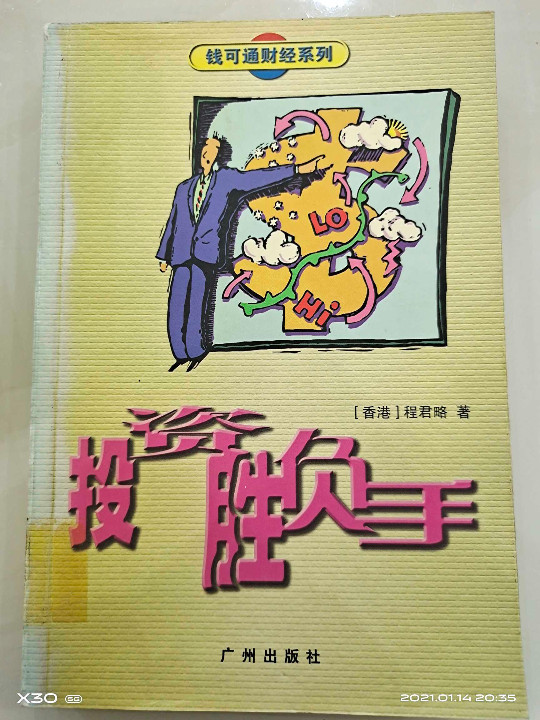 钱可通财经系列
LO
Hi
[香港]程君略 著
投资胜负手
广州出版社
X30 5G
2021.01.14 20:35